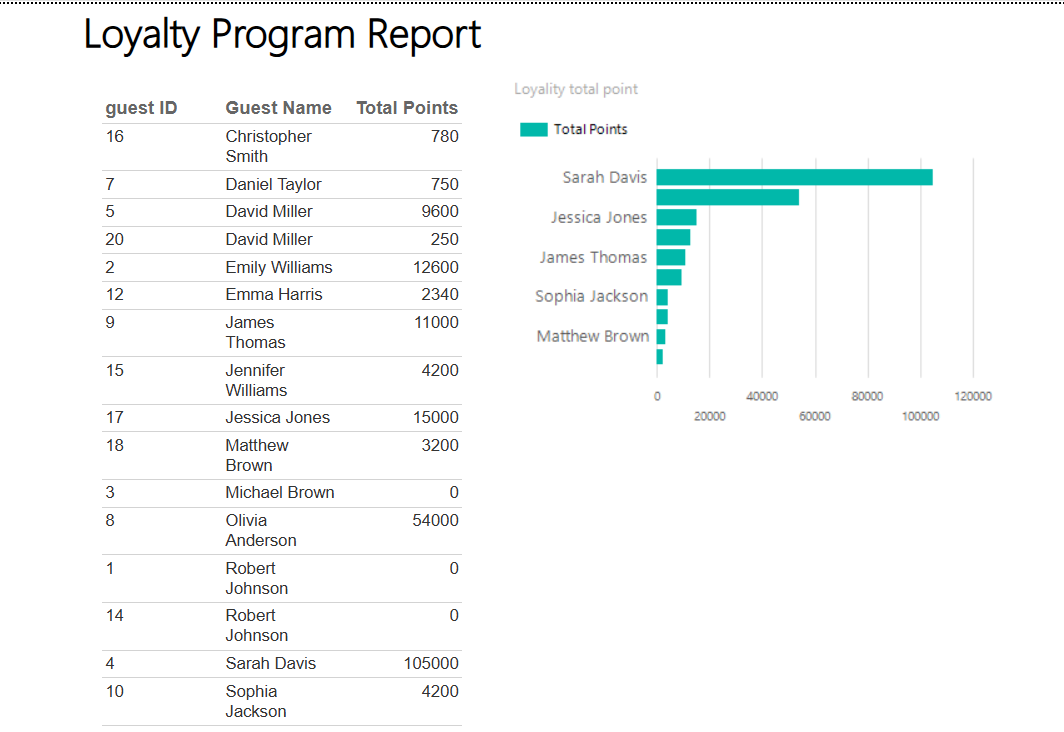 Loyalty Program Report
guest ID Guest Name Total Points
16 Christopher 780
Smith
7 Daniel Taylor 750
5 David Miller 9600
20 David Miller 250
2 Emily Williams 12600
12 Emma Harris 2340
9 James 11000
Thomas
15 Jennifer 4200
Williams
17 Jessica Jones 15000
18 Matthew 3200
Brown
3 Michael Brown 0
8 Olivia 54000
Anderson
1 Robert 0
Johnson
14 Robert 0
Johnson
4 Sarah Davis 105000
10 Sophia 4200
Jackson
Loyality total point
Total Points
Sarah Davis
Jessica Jones
James Thomas
Sophia Jackson
Matthew Brown
0 40000 80000 120000
20000 60000 100000